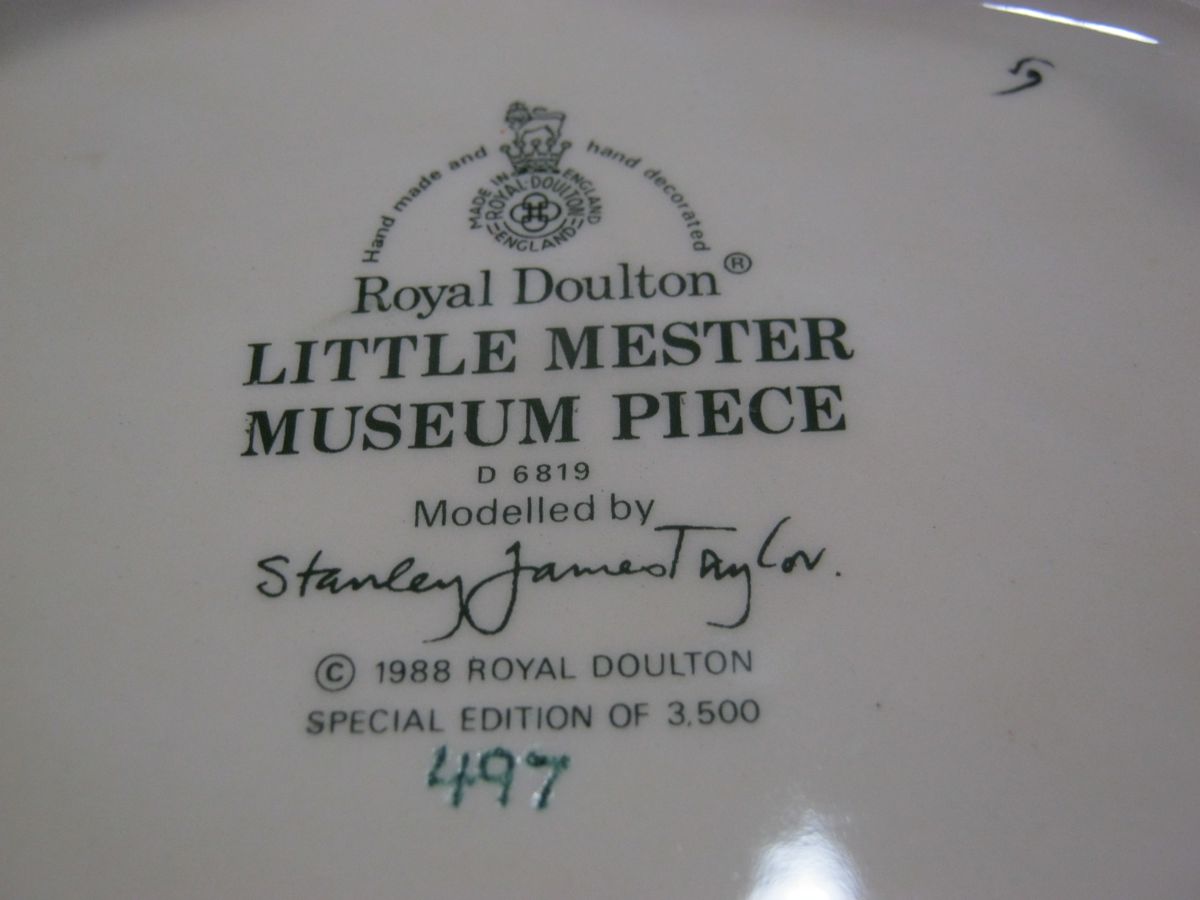 Hand made and hand decorated
MADE IN ENGLAND
ROYAL·DOULTON
ENGLAND
Royal Doulton®
LITTLE MESTER
MUSEUM PIECE
D 6819
Modelled by
Stanley James Taylor.
© 1988 ROYAL DOULTON
SPECIAL EDITION OF 3,500
497